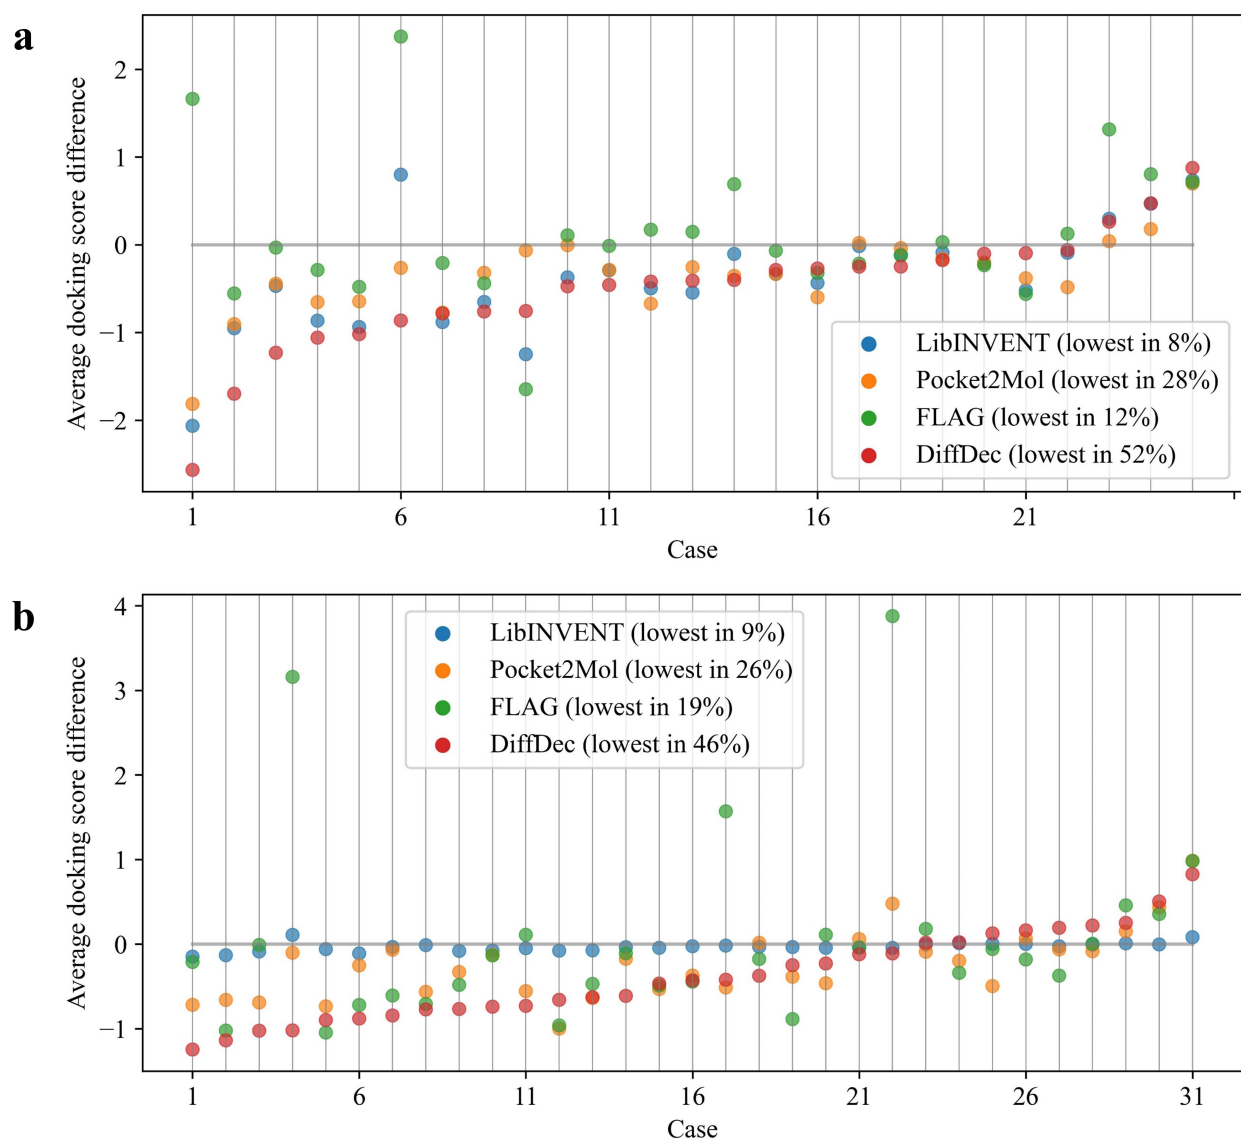 a
Average docking score difference
2
1
0
−1
−2
LibINVENT (lowest in 8%)
Pocket2Mol (lowest in 28%)
FLAG (lowest in 12%)
DiffDec (lowest in 52%)
1 6 11 16 21
Case
b
Average docking score difference
4
3
2
1
0
−1
LibINVENT (lowest in 9%)
Pocket2Mol (lowest in 26%)
FLAG (lowest in 19%)
DiffDec (lowest in 46%)
1 6 11 16 21 26 31
Case